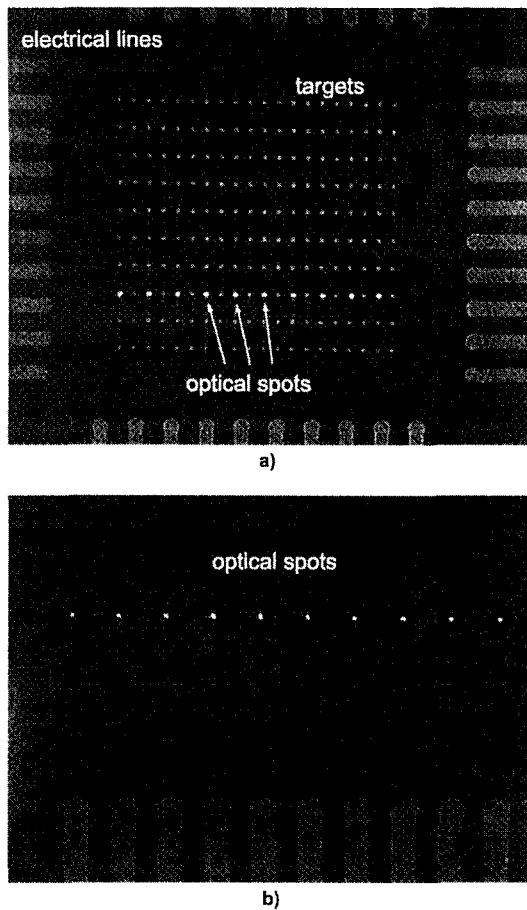 electrical lines
targets
optical spots
a)
optical spots
b)